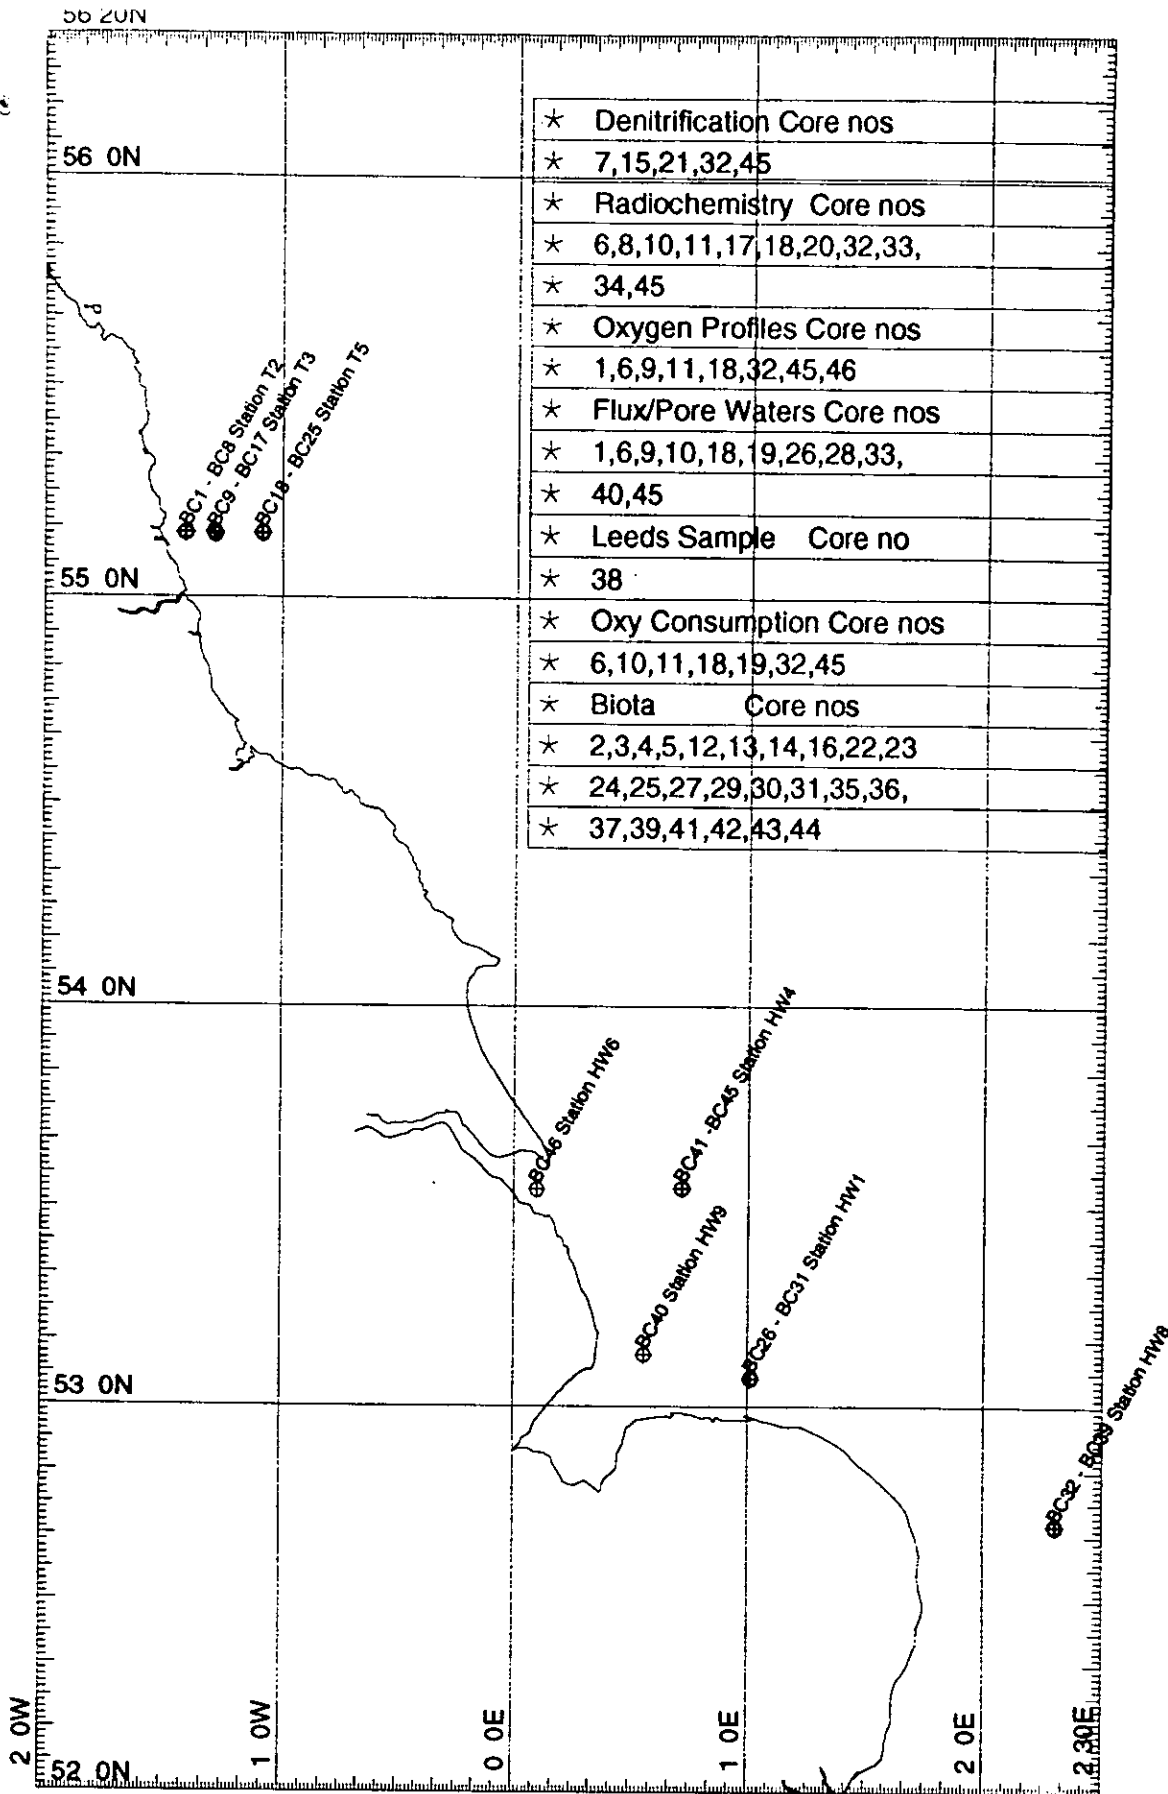 56 20N
56 0N
★ Denitrification Core nos
★ 7,15,21,32,45
★ Radiochemistry Core nos
★ 6,8,10,11,17,18,20,32,33,
★ 34,45
★ Oxygen Profiles Core nos
★ 1,6,9,11,18,32,45,46
★ Flux/Pore Waters Core nos
★ 1,6,9,10,18,19,26,28,33,
★ 40,45
★ Leeds Sample Core no
★ 38
★ Oxy Consumption Core nos
★ 6,10,11,18,19,32,45
★ Biota Core nos
★ 2,3,4,5,12,13,14,16,22,23
★ 24,25,27,29,30,31,35,36,
★ 37,39,41,42,43,44
BC1 - BC8 Station T2
BC9 - BC17 Station T3
BC18 - BC25 Station T5
55 0N
54 0N
BC46 Station HW6
BC41 -BC45 Station HW4
BC40 Station HW9
BC26 - BC31 Station HW1
53 0N
BC32 - BC39 Station HW8
52 0N
2 0W
1 0W
0 0E
1 0E
2 0E
2 30E